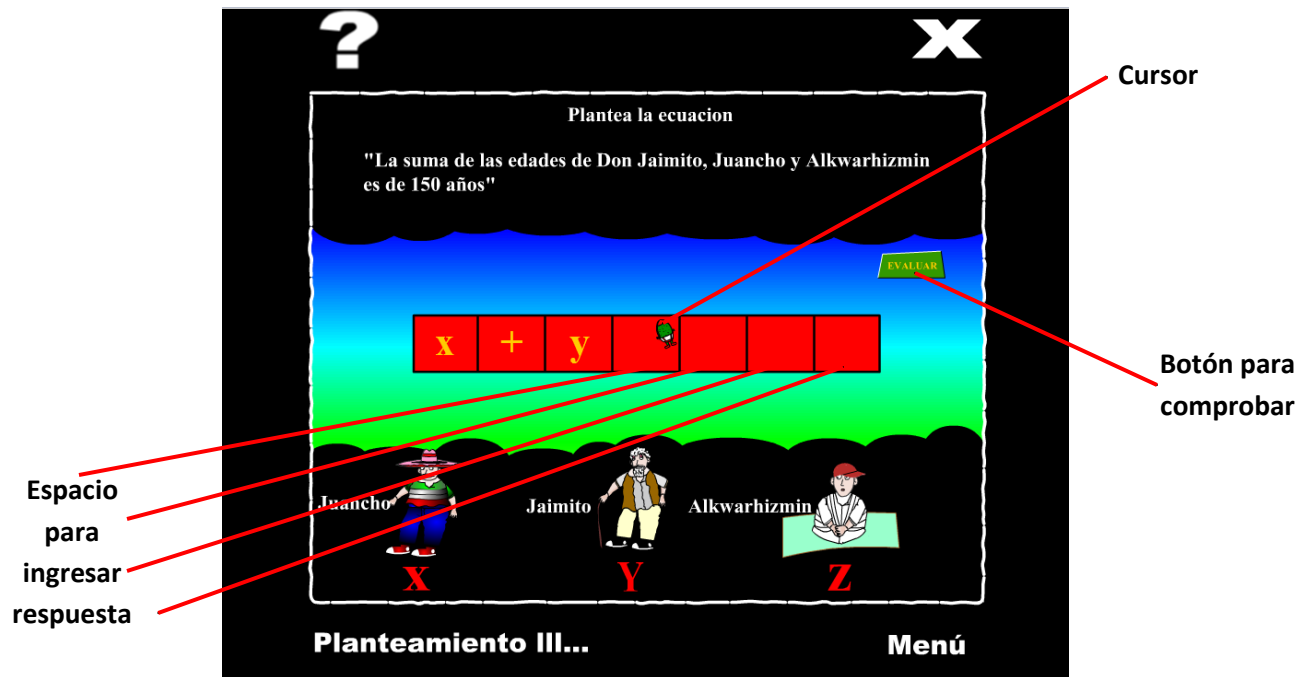 ?
X
Cursor
Plantea la ecuacion
"La suma de las edades de Don Jaimito, Juancho y Alkwarhizmin
es de 150 años"
EVALUAR
x + y
Botón para
comprobar
Espacio
para
ingresar
respuesta
Juancho
Jaimito
Alkwarhizmin
X
Y
Z
Planteamiento III...
Menú